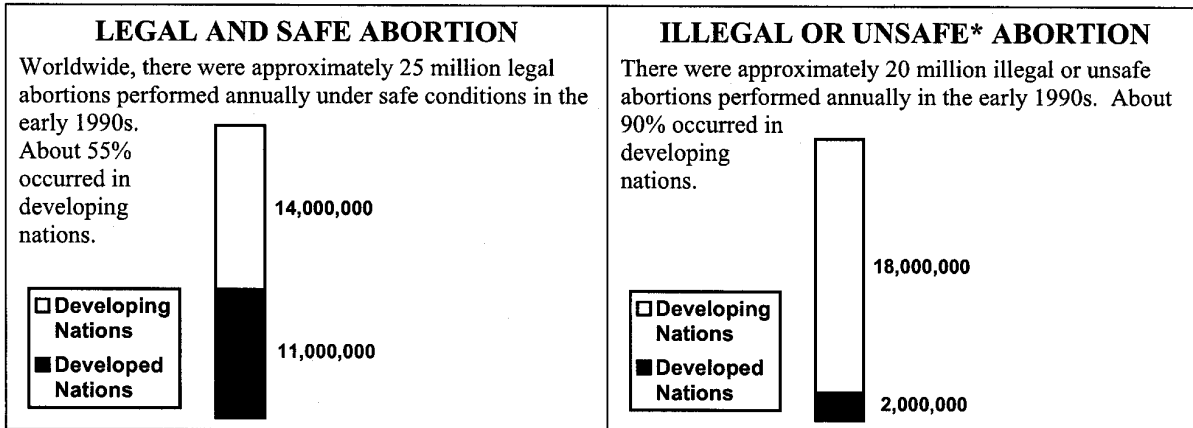 LEGAL AND SAFE ABORTION
Worldwide, there were approximately 25 million legal
abortions performed annually under safe conditions in the
early 1990s.
About 55%
occurred in
developing
nations.
14,000,000
Developing
Nations
Developed
Nations
11,000,000
ILLEGAL OR UNSAFE* ABORTION
There were approximately 20 million illegal or unsafe
abortions performed annually in the early 1990s. About
90% occurred in
developing
nations.
18,000,000
Developing
Nations
Developed
Nations
2,000,000